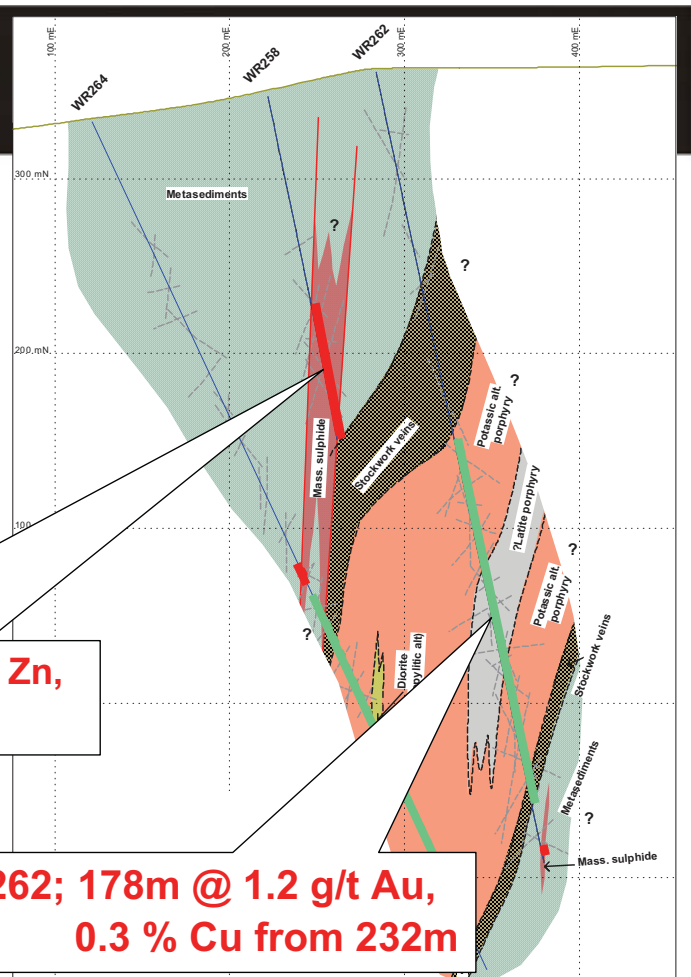 100 mE
200 mE
300 mE
400 mE
WR264
WR258
WR262
300 mN
Metasediments
?
?
200 mN
?
Potassic alt.
porphyry
Mass. sulphide
Stockwork veins
?Latite porphyry
100
?
Potassic alt.
porphyry
?
Stockwork veins
Diorite
pylitic alt)
Zn,
Metasediments
?
Mass. sulphide
262; 178m @ 1.2 g/t Au,
0.3 % Cu from 232m